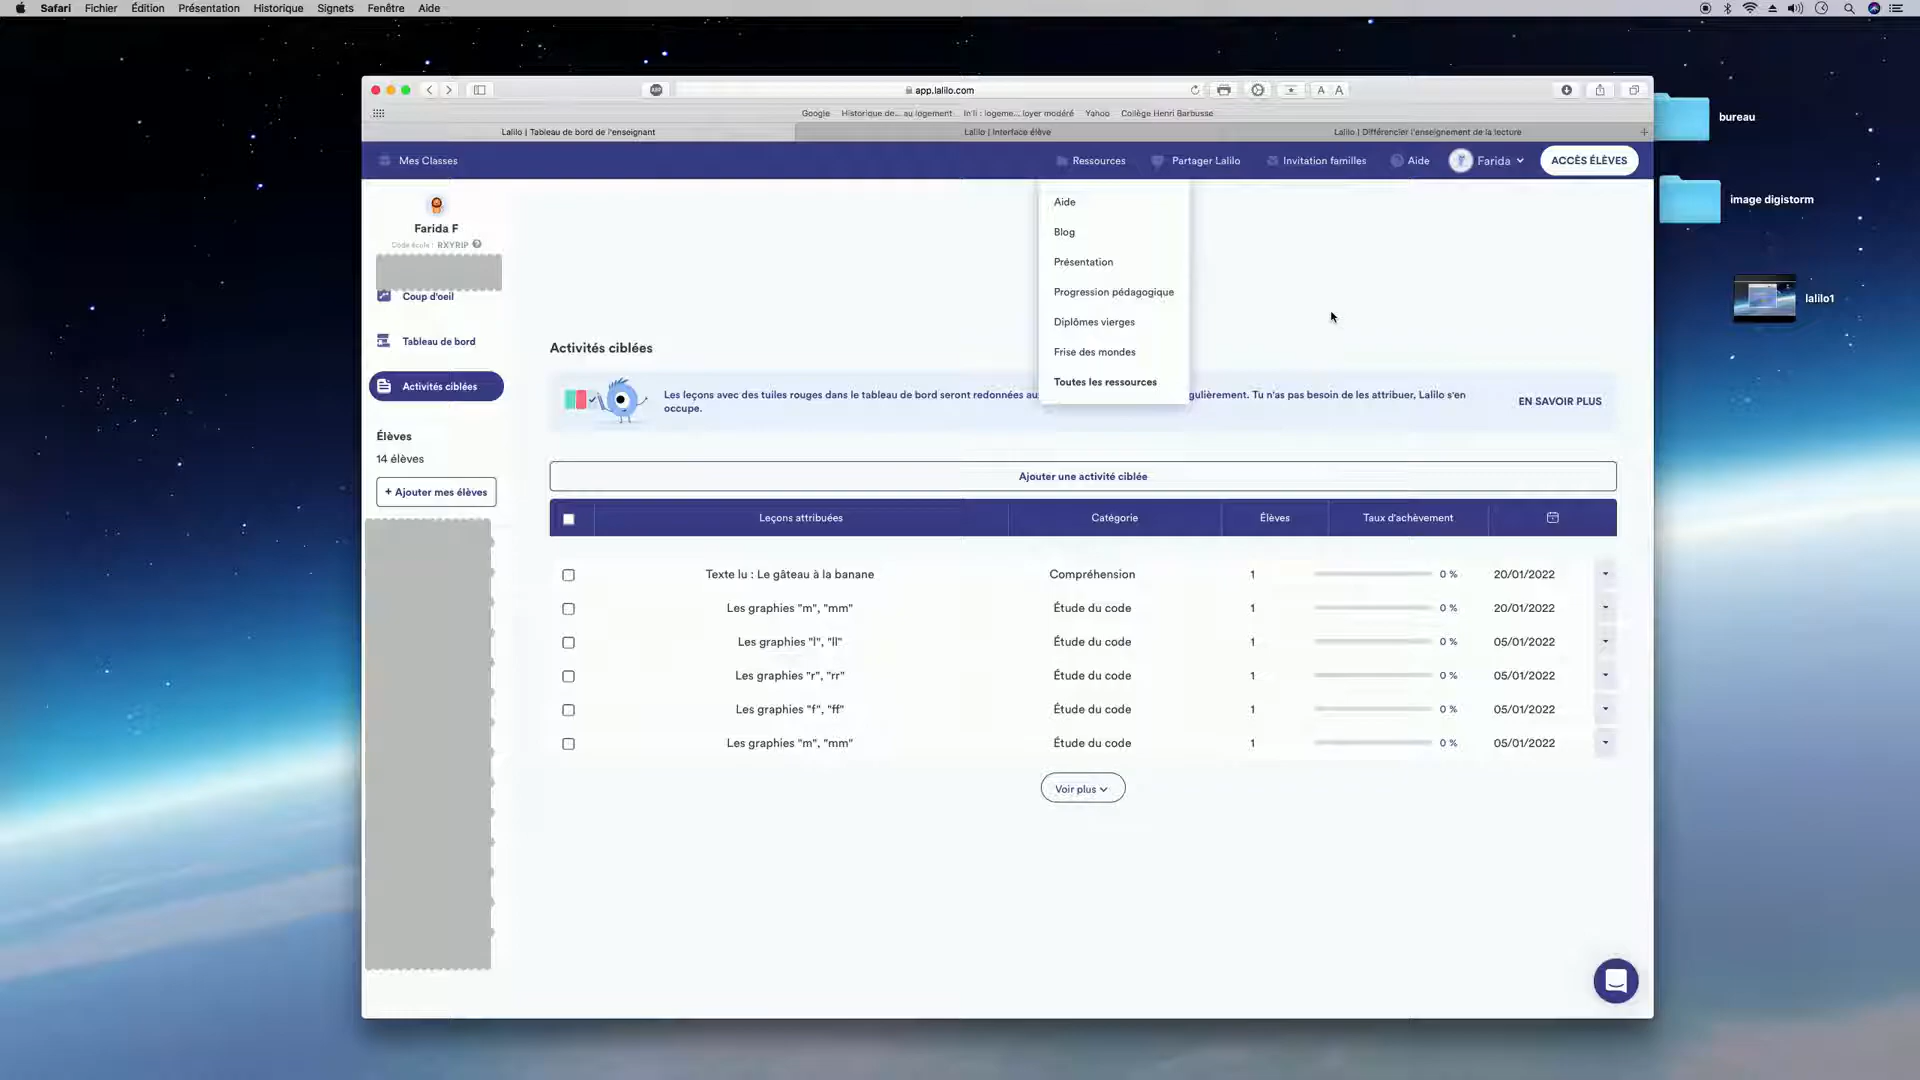 Safari Fichier Édition Présentation Historique Signets Fenêtre Aide
app.lalilo.com
A A
Google Historique de... au logement In'li : logeme... loyer modéré Yahoo Collège Henri Barbusse
Lalilo | Tableau de bord de l'enseignant
Lalilo | Interface élève
Lalilo | Différencier l'enseignement de la lecture
bureau
Mes Classes
Ressources
Partager Lalilo
Invitation familles
Aide
Farida
ACCÈS ÉLÈVES
image digistorm
lalilo1
Farida F
Code école : RXYRIP
Coup d'oeil
Tableau de bord
Activités ciblées
Élèves
14 élèves
+ Ajouter mes élèves
Aide
Blog
Présentation
Progression pédagogique
Diplômes vierges
Frise des mondes
Toutes les ressources
Activités ciblées
Les leçons avec des tuiles rouges dans le tableau de bord seront redonnées au gulièrement. Tu n'as pas besoin de les attribuer, Lalilo s'en
occupe.
EN SAVOIR PLUS
Ajouter une activité ciblée
Leçons attribuées Catégorie Élèves Taux d'achèvement
Texte lu : Le gâteau à la banane Compréhension 1 0 % 20/01/2022
Les graphies "m", "mm" Étude du code 1 0 % 20/01/2022
Les graphies "l", "ll" Étude du code 1 0 % 05/01/2022
Les graphies "r", "rr" Étude du code 1 0 % 05/01/2022
Les graphies "f", "ff" Étude du code 1 0 % 05/01/2022
Les graphies "m", "mm" Étude du code 1 0 % 05/01/2022
Voir plus